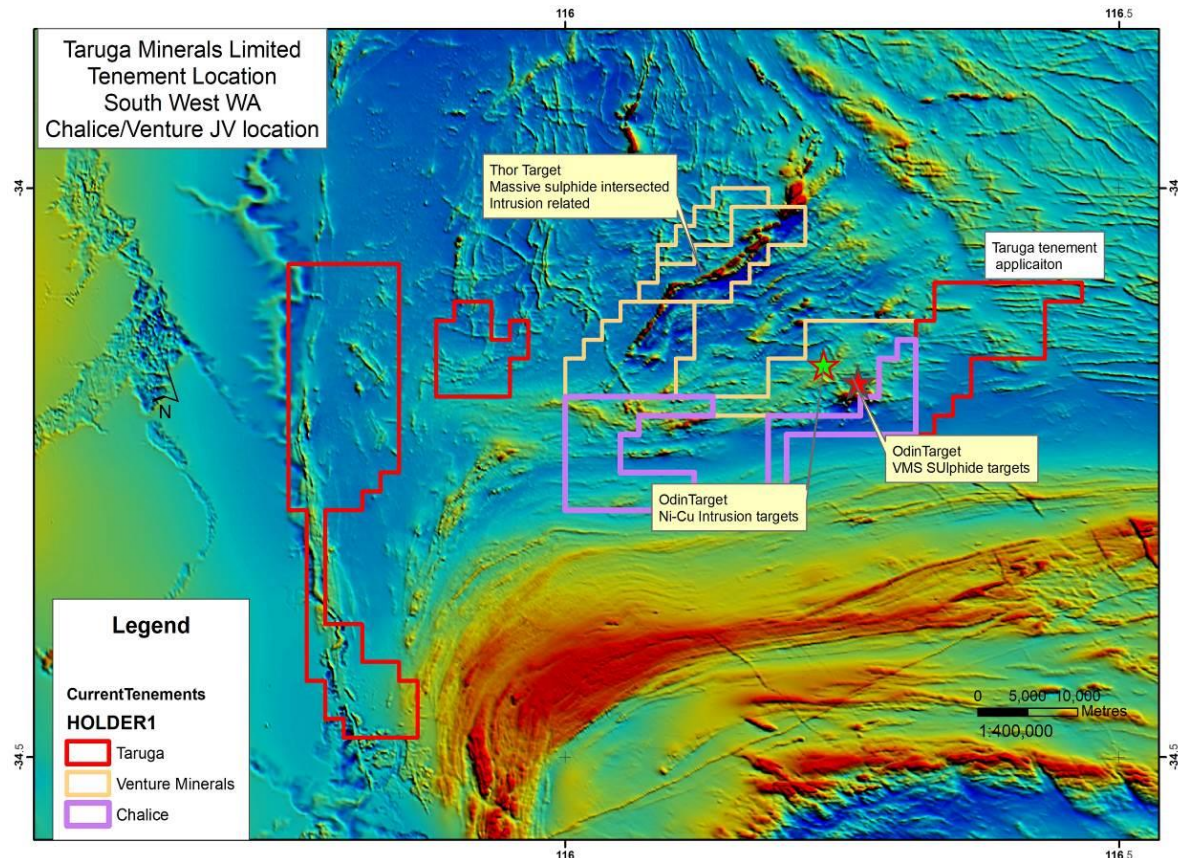 116
116.5
Taruga Minerals Limited
Tenement Location
South West WA
Chalice/Venture JV location
-34
-34
Thor Target
Massive sulphide intersected
Intrusion related
Taruga tenement
applicaiton
N
OdinTarget
VMS SUlphide targets
OdinTarget
Ni-Cu Intrusion targets
Legend
CurrentTenements
HOLDER1
Taruga
Venture Minerals
Chalice
0 5,000 10,000
Metres
1:400,000
-34.5
-34.5
116
116.5